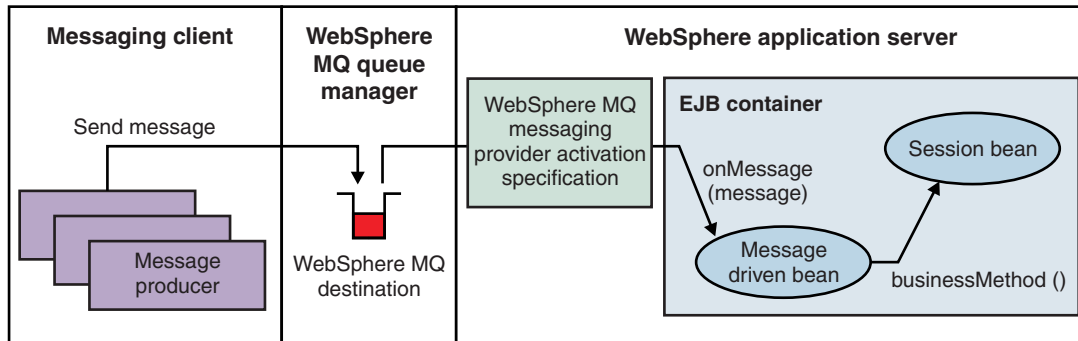 Messaging client
Send message
Message
producer
WebSphere
MQ queue
manager
WebSphere MQ
destination
WebSphere application server
WebSphere MQ
messaging
provider activation
specification
EJB container
onMessage
(message)
Message
driven bean
Session bean
businessMethod ()